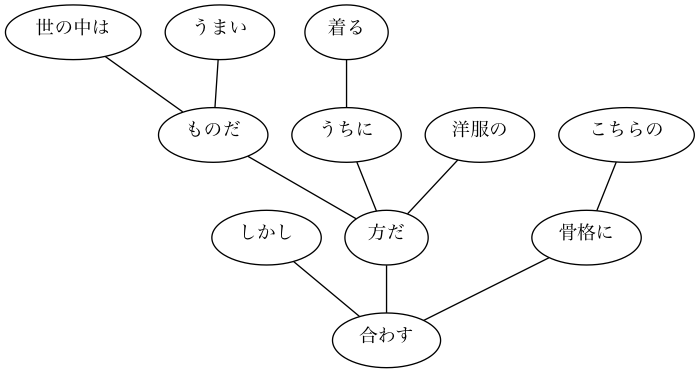 世の中は
うまい
着る
ものだ
うちに
洋服の
こちらの
しかし
方だ
骨格に
合わす